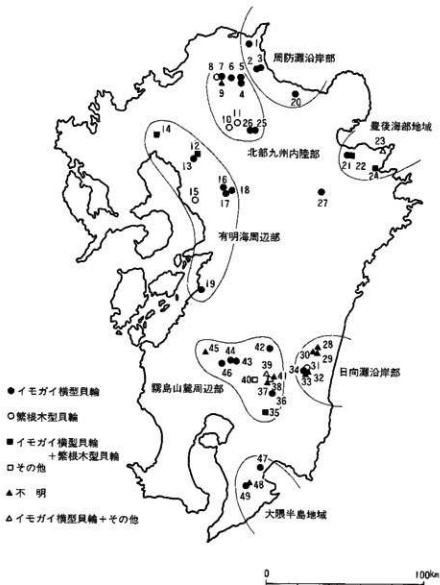 1
2 3
周防灘沿岸部
8 7 6 5
9 4
20
11
10 26 25
豊後海部地域
23
北部九州内陸部
14
12
13
21 22
24
16 18
17
15
27
有明海周辺部
19
28
45 44 43 42
30 29
39 31
34
46 40 41 32
38 33
日向灘沿岸部
霧島山麓周辺部
37
36
35
●イモガイ横型貝輪
○繁根木型貝輪
■イモガイ横型貝輪
+繁根木型貝輪
□その他
47
▲不 明
48
49
△イモガイ横型貝輪+その他
大隈半島地域
0 100km